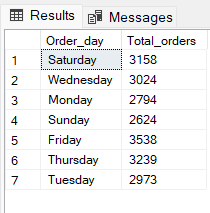 Results Messages
Order_day Total_orders
1 Saturday 3158
2 Wednesday 3024
3 Monday 2794
4 Sunday 2624
5 Friday 3538
6 Thursday 3239
7 Tuesday 2973